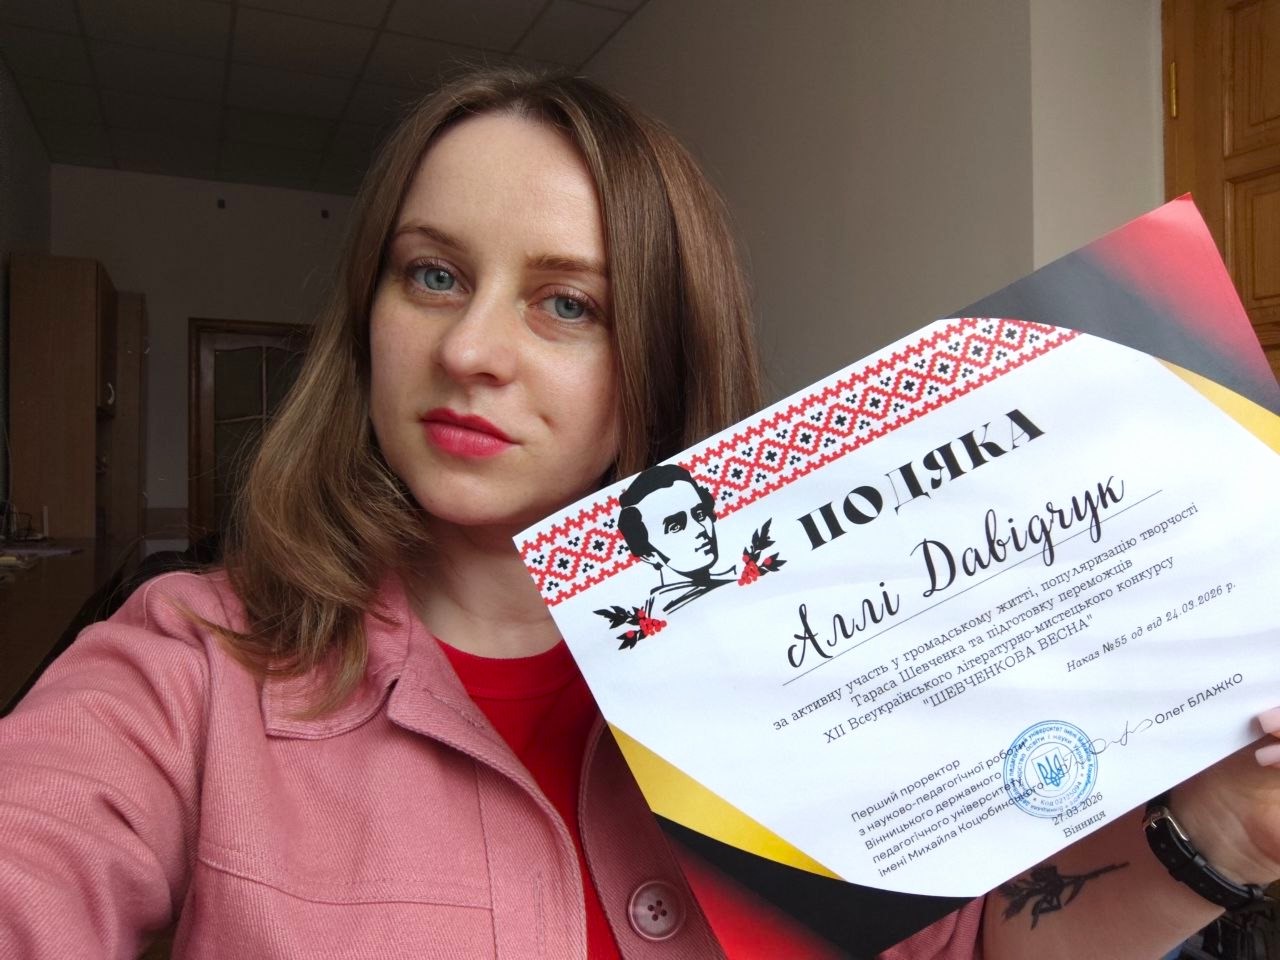 ПОДЯКА
Аллі Давідчук
за активну участь у громадському житті, популяризацію творчості
Тараса Шевченка та підготовку переможців
XII Всеукраїнського літературно-мистецького конкурсу
"ШЕВЧЕНКОВА ВЕСНА"
Наказ №55 од від 24.03.2026 р.
Перший проректор
з науково-педагогічної роботи
Вінницького державного
педагогічного університету
імені Михайла Коцюбинського
Олег БЛАЖКО
27.03.2026
Вінниця